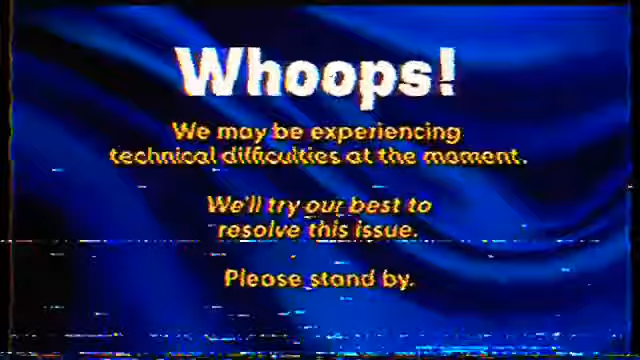 Whoops!
We may be experiencing
technical difficulties at the moment.
We'll try our best to
resolve this issue.
Please stand by.